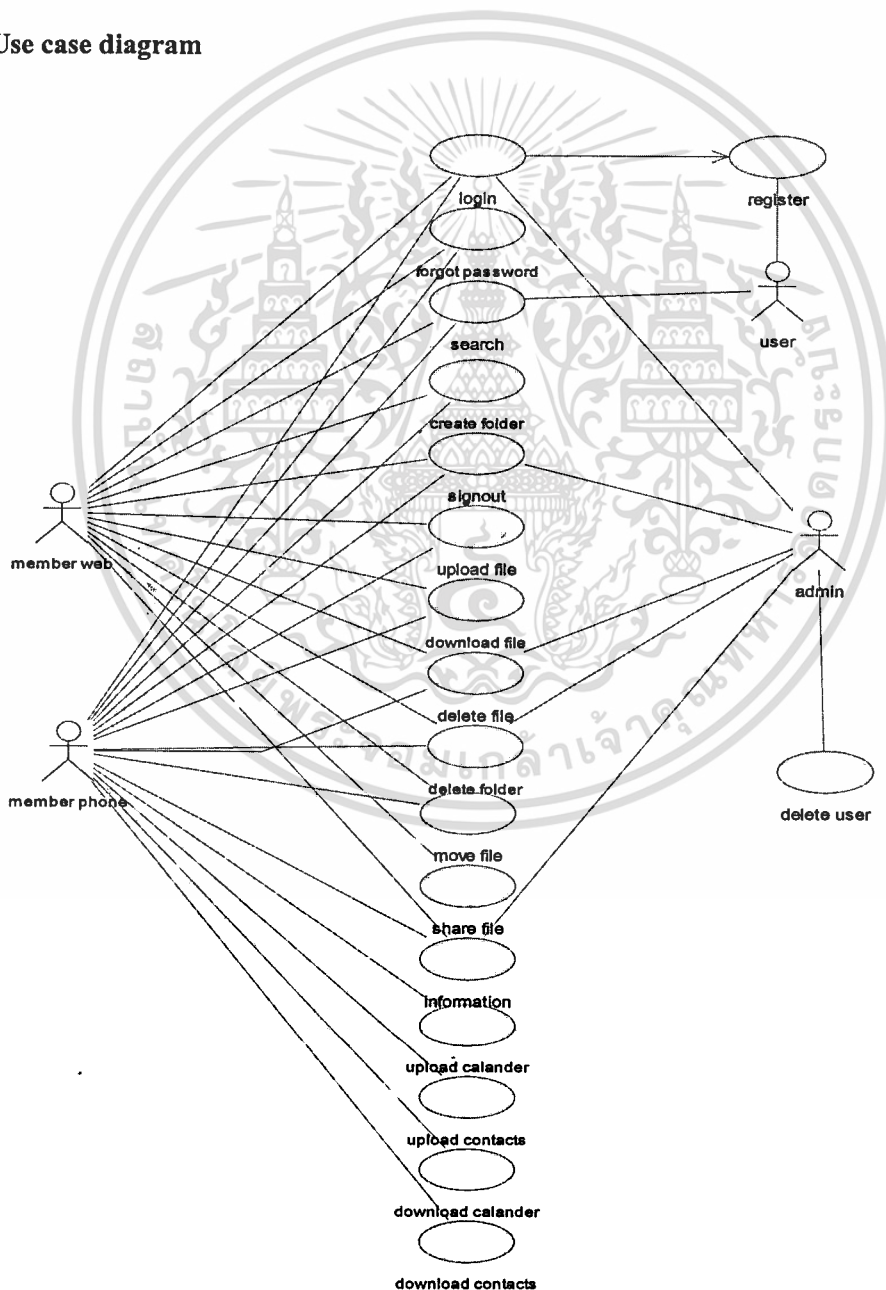 Use case diagram
login
register
forgot password
user
search
create folder
signout
member web
upload file
admin
download file
delete file
member phone
delete folder
delete user
move file
share file
information
upload calander
upload contacts
download calander
download contacts